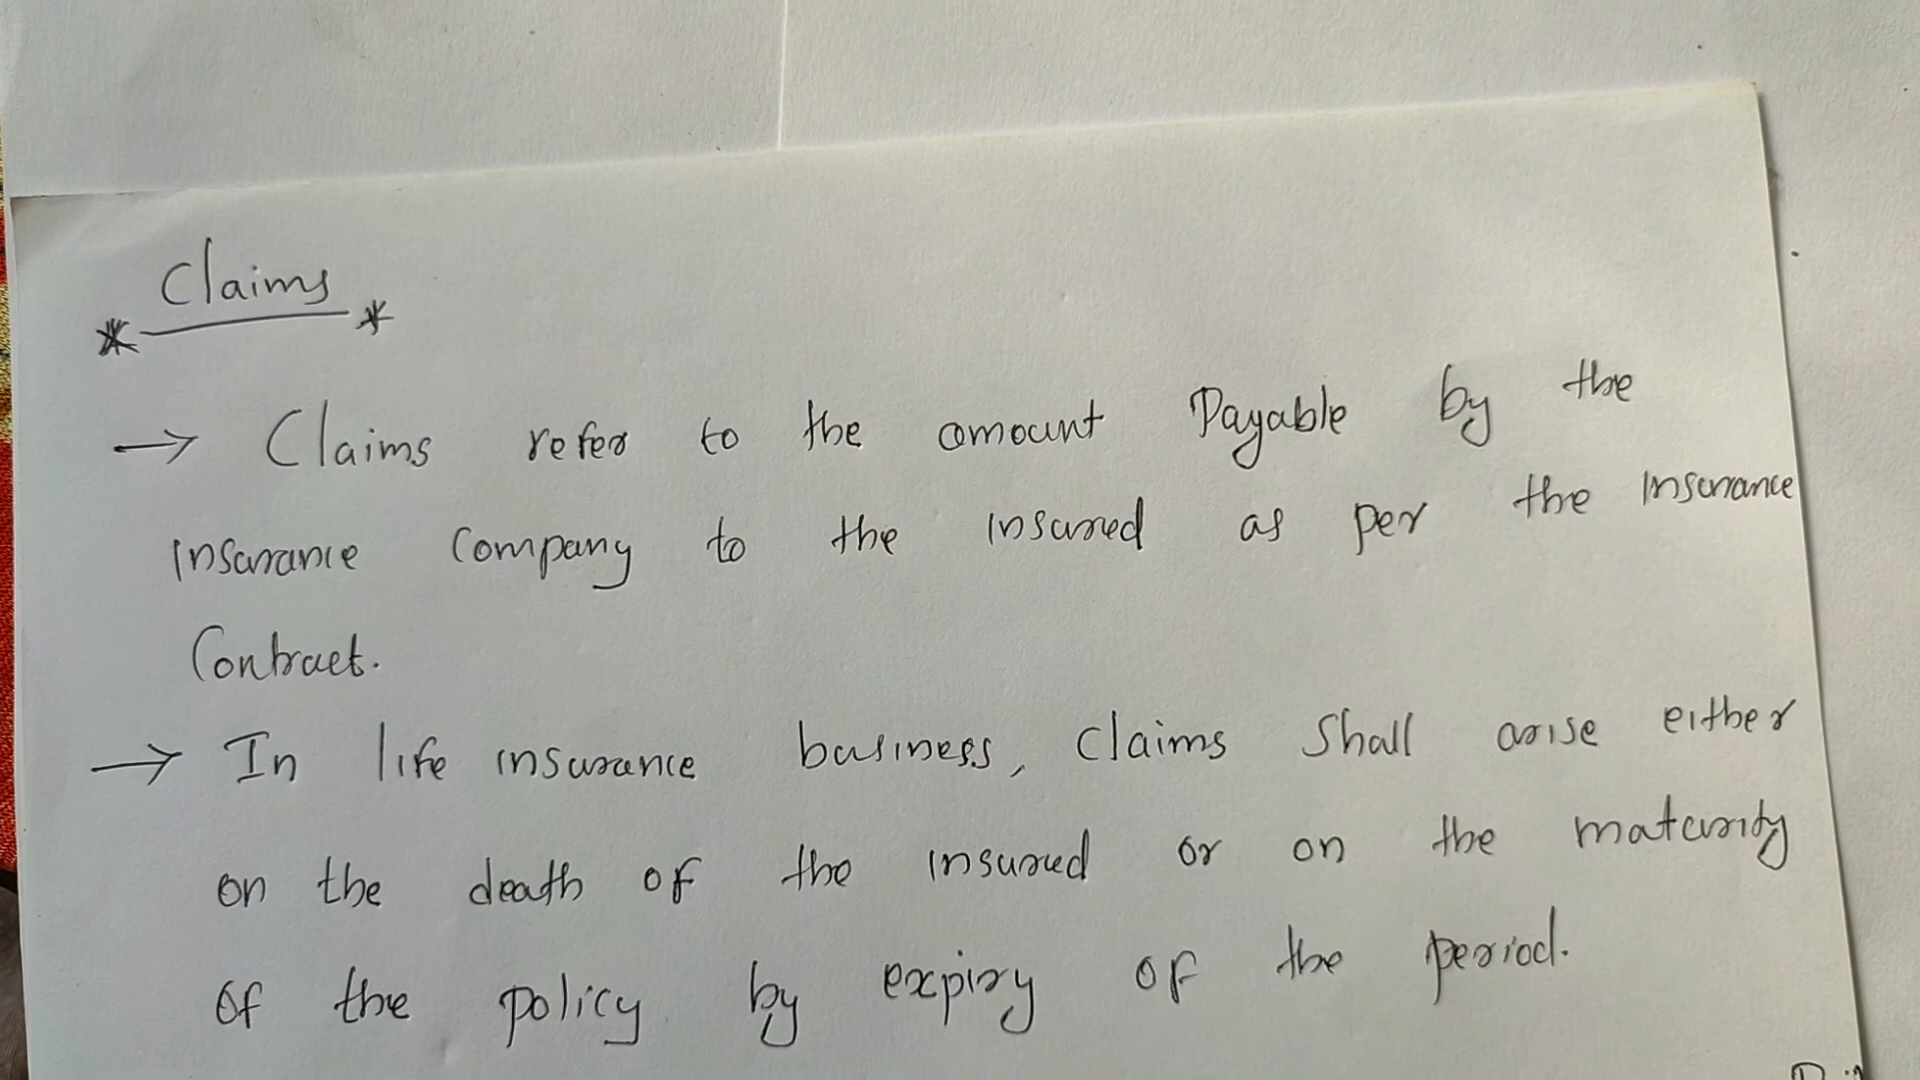 Claims
* *
→ Claims refer to the amount Payable by the
insurance Company to the insured as per the insurance
Contract.
→ In life insurance business, Claims Shall arise either
on the death of the insured or on the maturity
of the policy by expiry of the period.